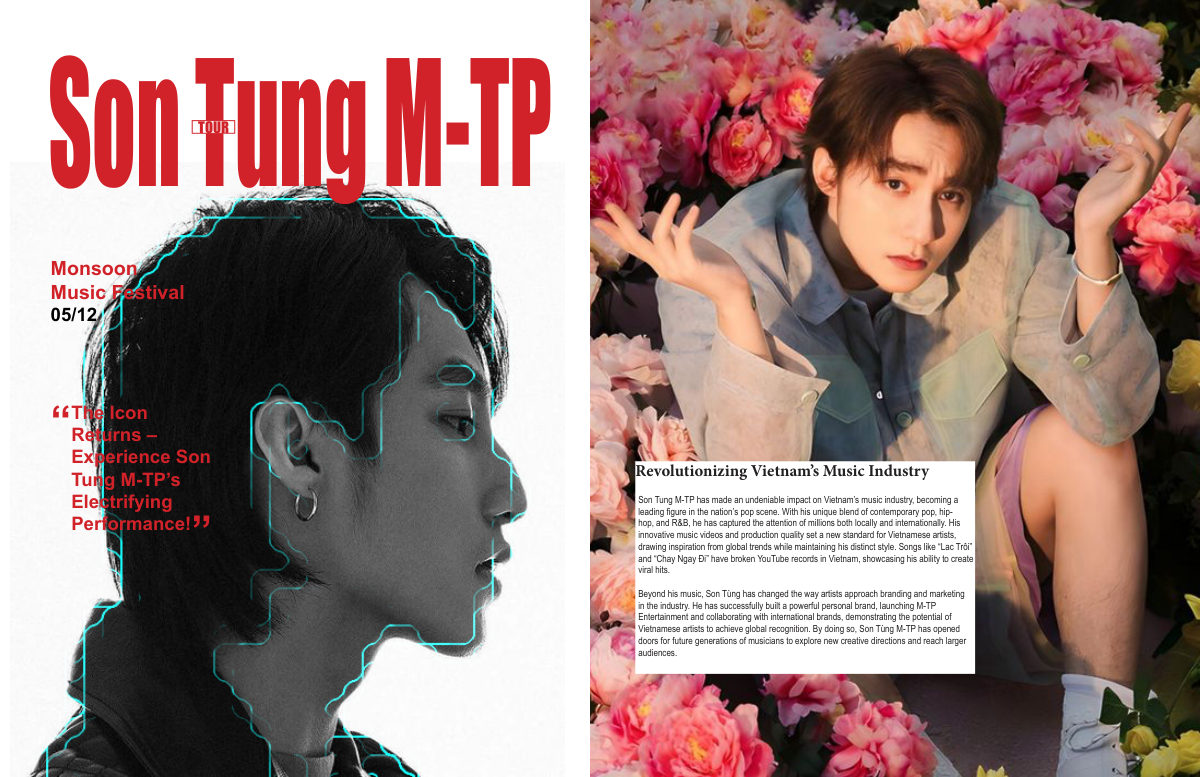 Son Tung M-TP
TOUR
Monsoon
Music Festival
05/12
“The Icon
Returns –
Experience Son
Tung M-TP’s
Electrifying
Performance!”
Revolutionizing Vietnam’s Music Industry
Son Tung M-TP has made an undeniable impact on Vietnam’s music industry, becoming a
leading figure in the nation’s pop scene. With his unique blend of contemporary pop, hip-
hop, and R&B, he has captured the attention of millions both locally and internationally. His
innovative music videos and production quality set a new standard for Vietnamese artists,
drawing inspiration from global trends while maintaining his distinct style. Songs like “Lac Trôi”
and “Chay Ngay Đi” have broken YouTube records in Vietnam, showcasing his ability to create
viral hits.
Beyond his music, Son Tùng has changed the way artists approach branding and marketing
in the industry. He has successfully built a powerful personal brand, launching M-TP
Entertainment and collaborating with international brands, demonstrating the potential of
Vietnamese artists to achieve global recognition. By doing so, Son Tùng M-TP has opened
doors for future generations of musicians to explore new creative directions and reach larger
audiences.